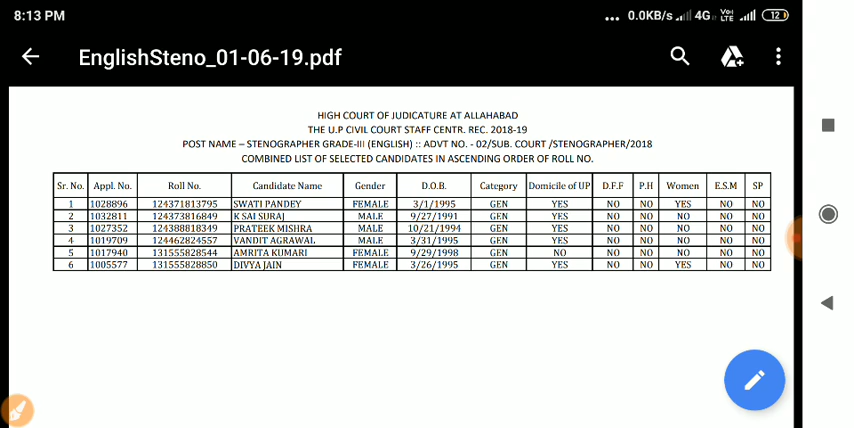 8:13 PM ... 0.0KB/s 4G Vo LTE 12
EnglishSteno_01-06-19.pdf
HIGH COURT OF JUDICATURE AT ALLAHABAD
THE U.P CIVIL COURT STAFF CENTR. REC. 2018-19
POST NAME – STENOGRAPHER GRADE-III (ENGLISH) :: ADVT NO. - 02/SUB. COURT /STENOGRAPHER/2018
COMBINED LIST OF SELECTED CANDIDATES IN ASCENDING ORDER OF ROLL NO.
Sr. No. Appl. No. Roll No. Candidate Name Gender D.O.B. Category Domicile of UP D.F.F P.H Women E.S.M SP
1 1028896 124371813795 SWATI PANDEY FEMALE 3/1/1995 GEN YES NO NO YES NO NO
2 1032811 124373816849 K SAI SURAJ MALE 9/27/1991 GEN YES NO NO NO NO NO
3 1027352 124388818349 PRATEEK MISHRA MALE 10/21/1994 GEN YES NO NO NO NO NO
4 1019709 124462824557 VANDIT AGRAWAL MALE 3/31/1995 GEN YES NO NO NO NO NO
5 1017940 131555828544 AMRITA KUMARI FEMALE 9/29/1998 GEN NO NO NO NO NO NO
6 1005577 131555828850 DIVYA JAIN FEMALE 3/26/1995 GEN YES NO NO YES NO NO